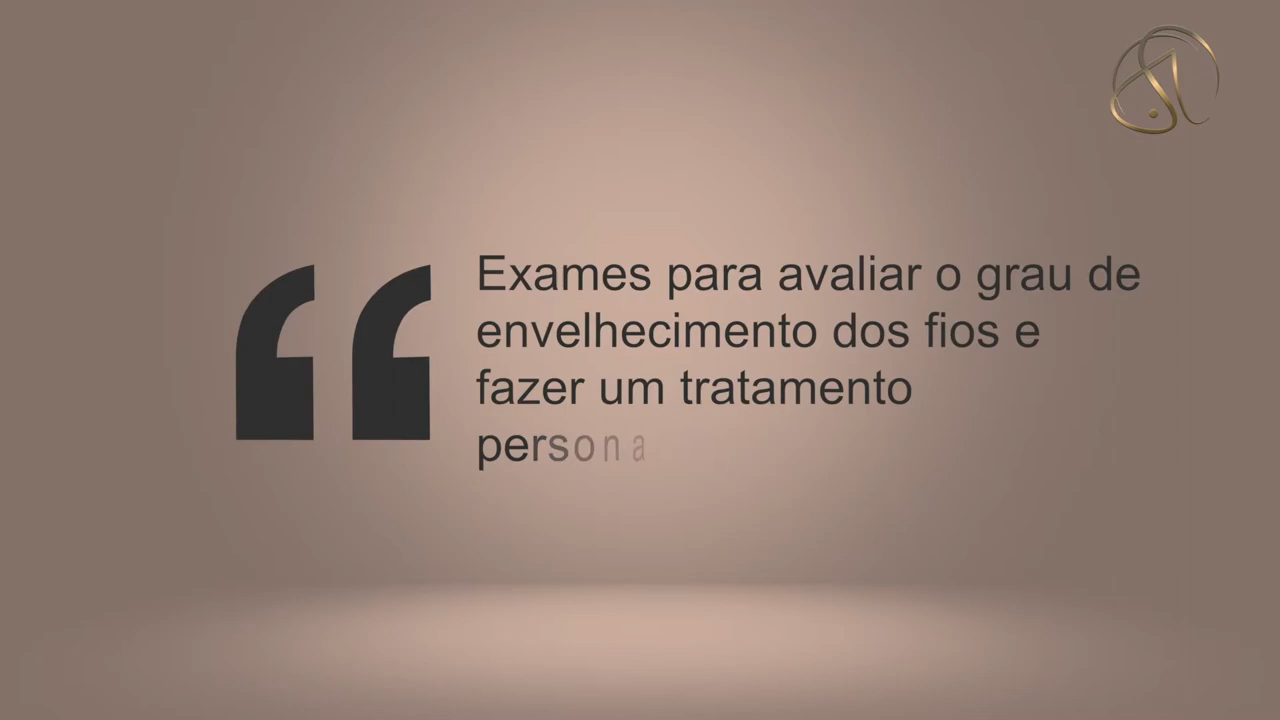 Exames para avaliar o grau de
envelhecimento dos fios e
fazer um tratamento
persona